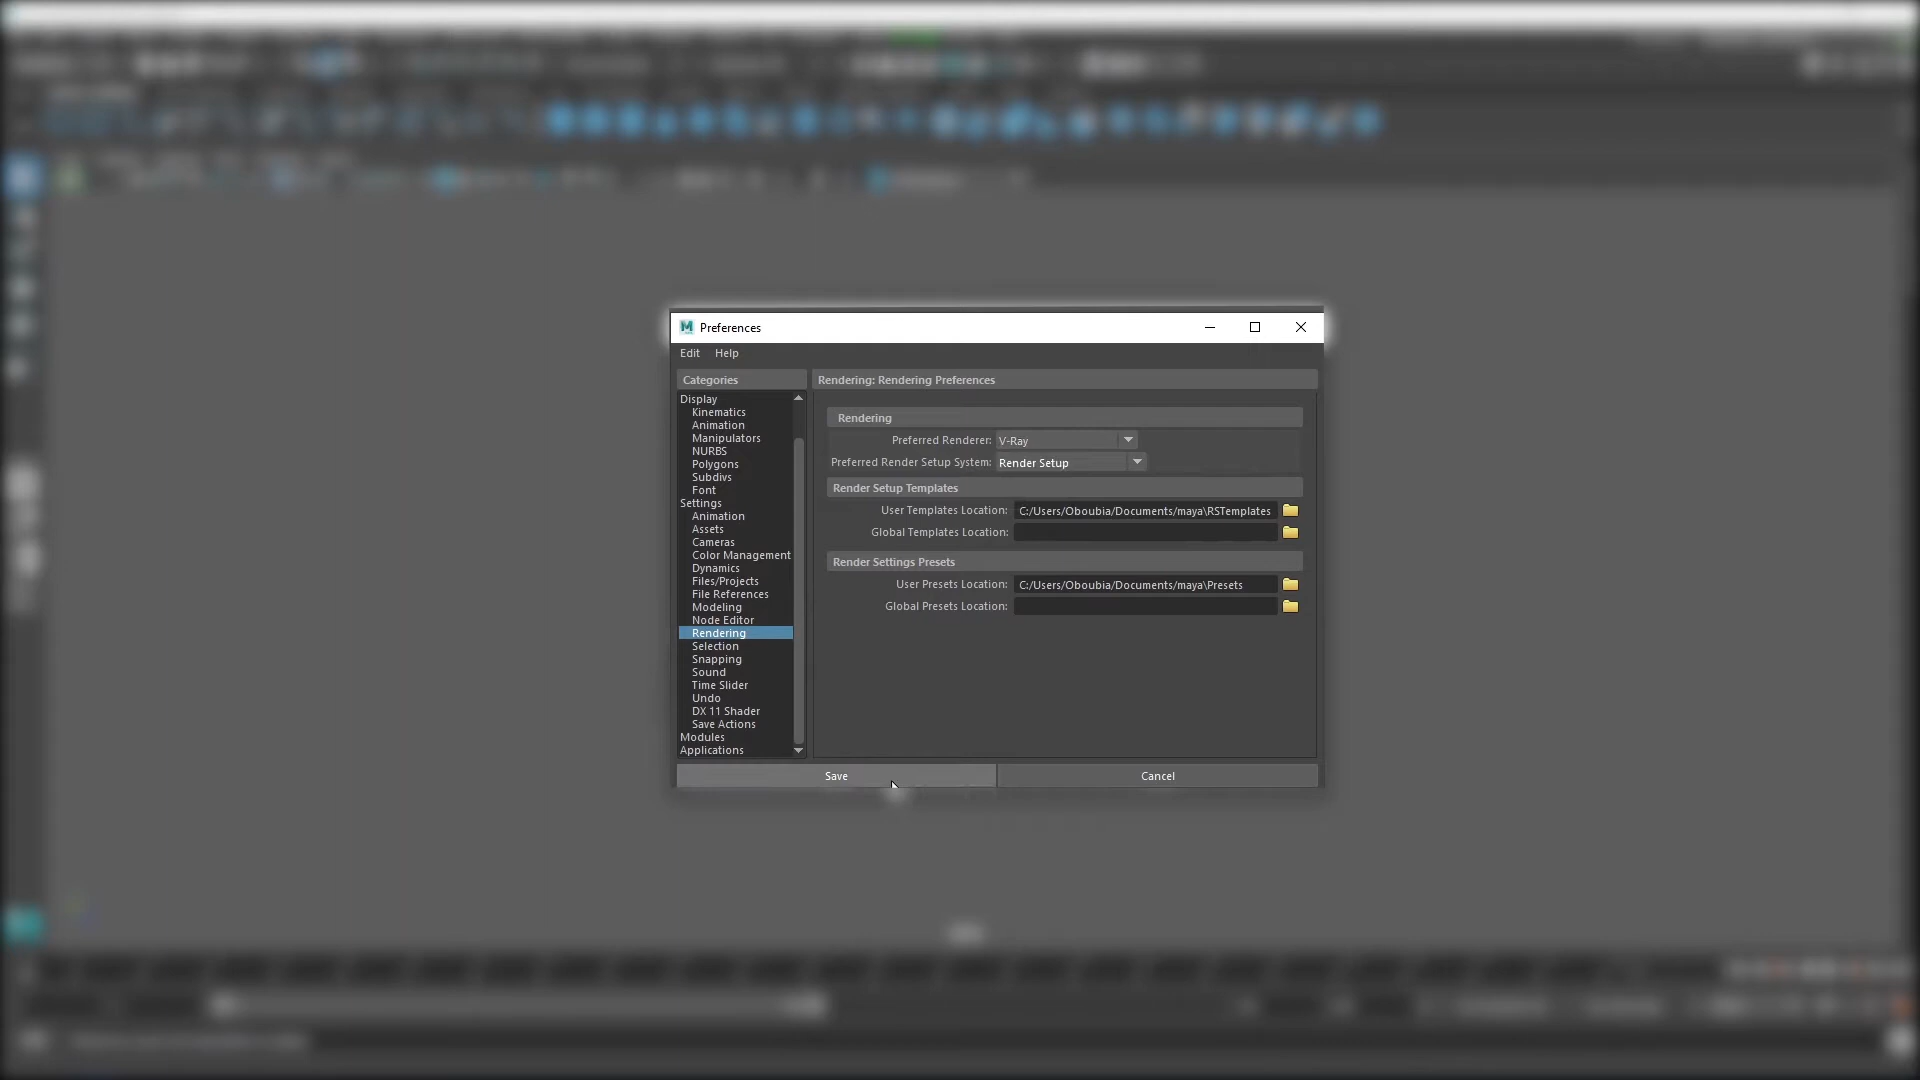 Preferences
Edit Help
Categories
Display
Kinematics
Animation
Manipulators
NURBS
Polygons
Subdivs
Font
Settings
Animation
Assets
Cameras
Color Management
Dynamics
Files/Projects
File References
Modeling
Node Editor
Rendering
Selection
Snapping
Sound
Time Slider
Undo
DX 11 Shader
Save Actions
Modules
Applications
Rendering: Rendering Preferences
Rendering
Preferred Renderer: V-Ray
Preferred Render Setup System: Render Setup
Render Setup Templates
User Templates Location: C:/Users/Oboubia/Documents/maya\RSTemplates
Global Templates Location:
Render Settings Presets
User Presets Location: C:/Users/Oboubia/Documents/maya\Presets
Global Presets Location:
Save Cancel